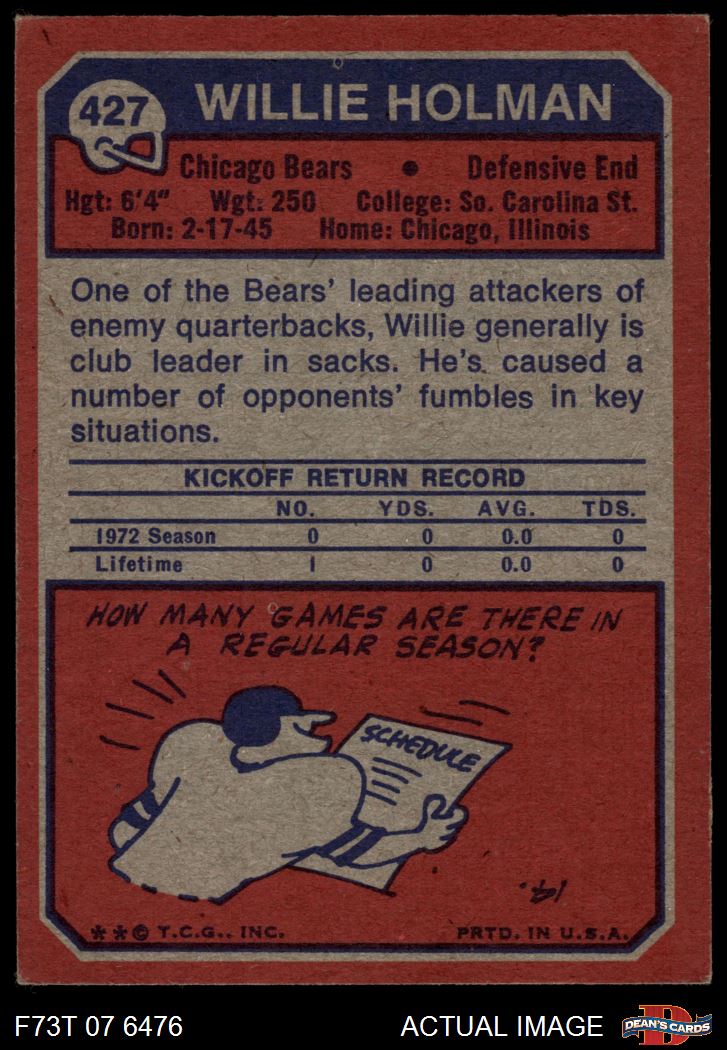 427
WILLIE HOLMAN
Chicago Bears • Defensive End
Hgt: 6'4" Wgt: 250 College: So. Carolina St.
Born: 2-17-45 Home: Chicago, Illinois
One of the Bears' leading attackers of
enemy quarterbacks, Willie generally is
club leader in sacks. He's caused a
number of opponents' fumbles in key
situations.
KICKOFF RETURN RECORD
NO. YDS. AVG. TDS.
1972 Season 0 0 0.0 0
Lifetime 1 0 0.0 0
HOW MANY GAMES ARE THERE IN
A REGULAR SEASON?
SCHEDULE
14.
**© T.C.G., INC. PRTD. IN U.S.A.
F73T 07 6476 ACTUAL IMAGE
D
DEAN'S CARDS